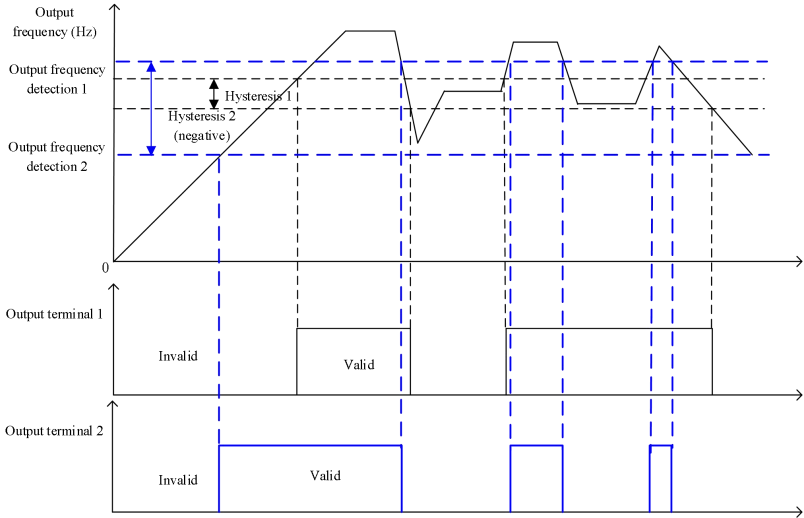 Output
frequency (Hz)
Output frequency
detection 1
Hysteresis 1
Hysteresis 2
(negative)
Output frequency
detection 2
0
Output terminal 1
Invalid
Valid
Output terminal 2
Invalid
Valid